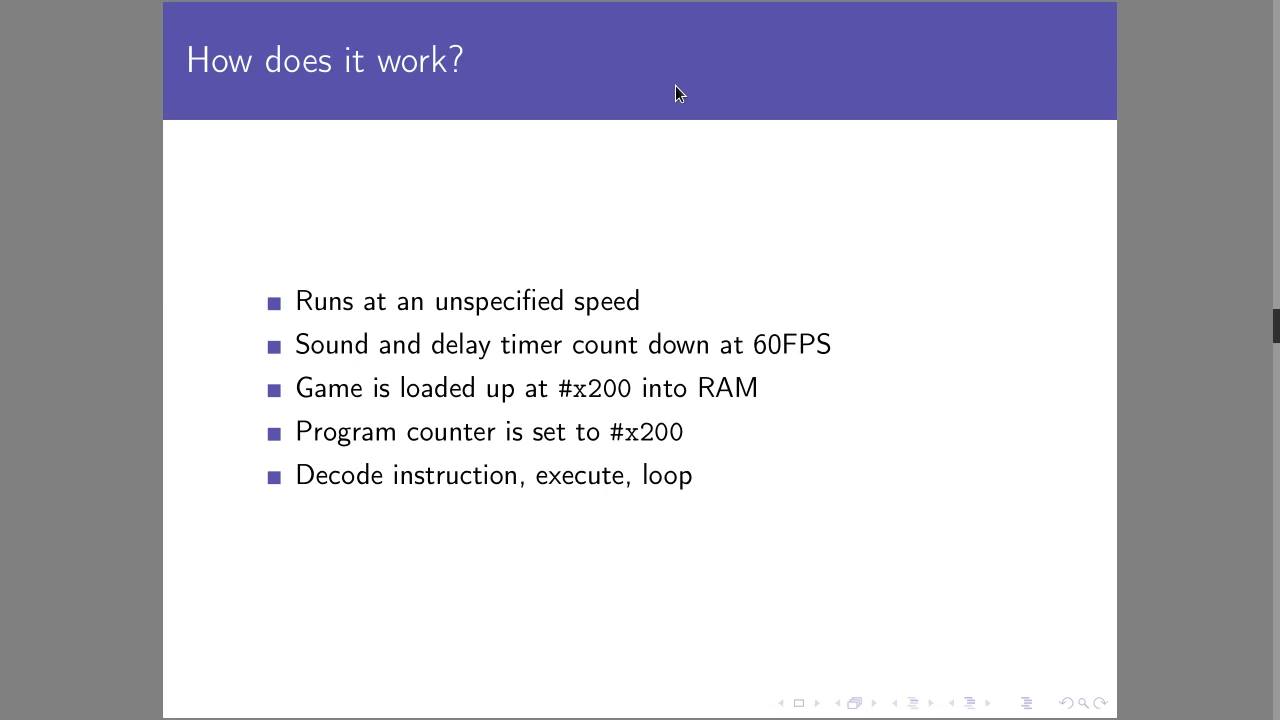 How does it work?
Runs at an unspecified speed
Sound and delay timer count down at 60FPS
Game is loaded up at #x200 into RAM
Program counter is set to #x200
Decode instruction, execute, loop